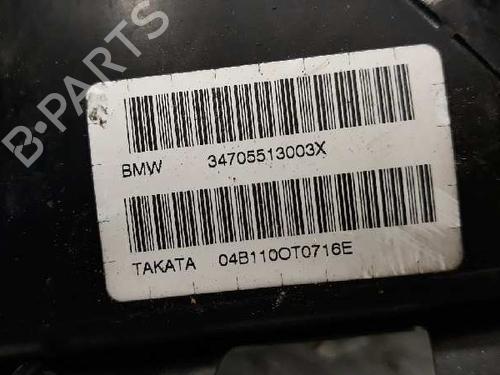 B-PARTS
BMW 34705513003X
TAKATA 04B110OT0716E